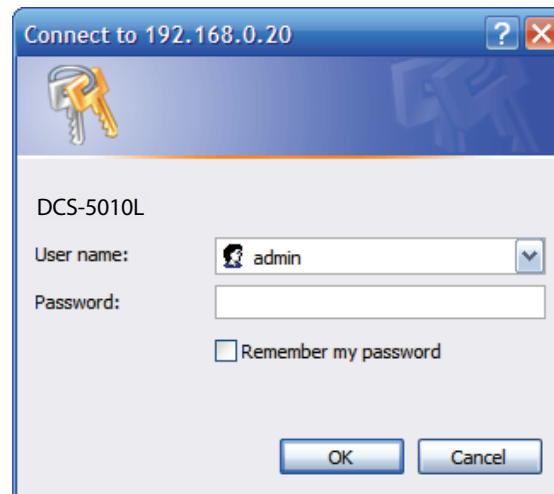 Connect to 192.168.0.20
?
DCS-5010L
User name:
admin
Password:
Remember my password
OK
Cancel